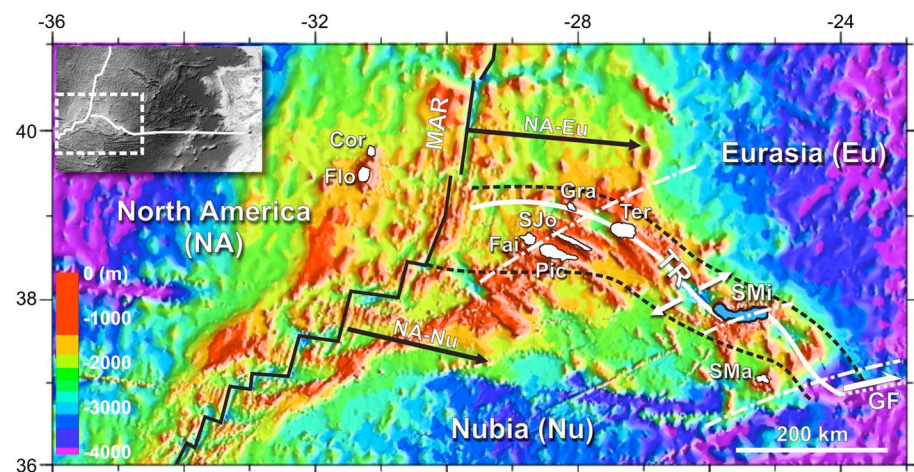 -36
-32
-28
-24
40
38
36
Cor
Flo
MAR
NA-Eu
Eurasia (Eu)
North America
(NA)
Gra
Ter
SJo
Fai
Pic
TR
SMi
0 (m)
-1000
-2000
-3000
-4000
NA-Nu
SMa
GF
Nubia (Nu)
200 km